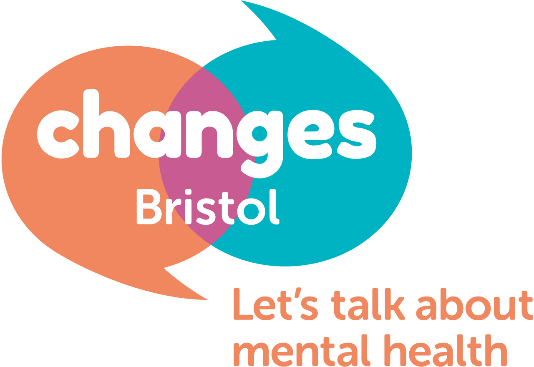 changes
Bristol
Let's talk about
mental health